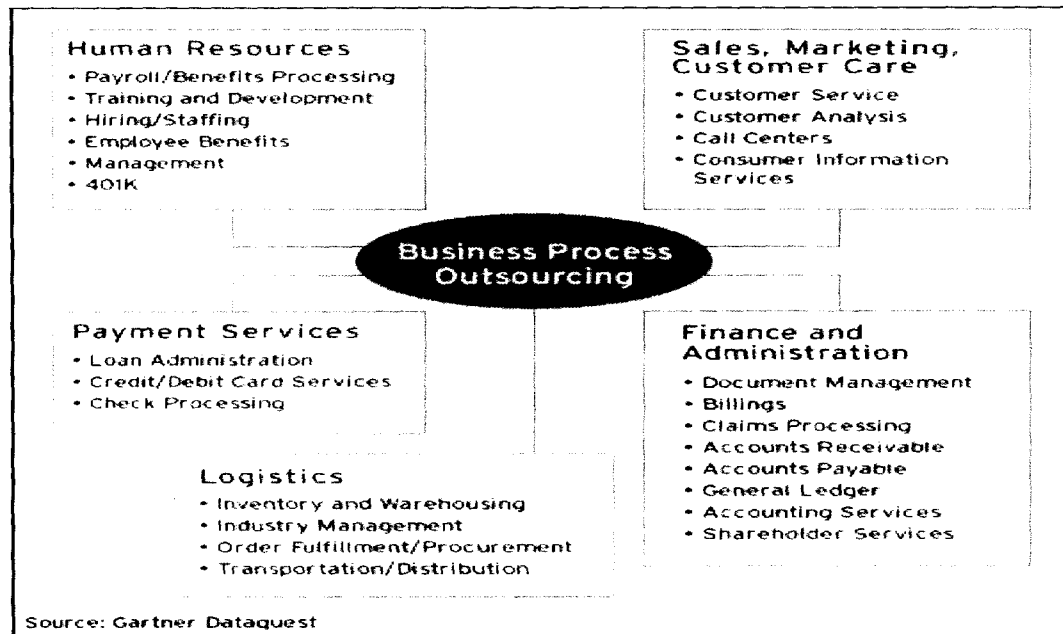 Human Resources
• Payroll/Benefits Processing
• Training and Development
• Hiring/Staffing
• Employee Benefits
• Management
• 401K
Sales, Marketing,
Customer Care
• Customer Service
• Customer Analysis
• Call Centers
• Consumer Information
Services
Business Process
Outsourcing
Payment Services
• Loan Administration
• Credit/Debit Card Services
• Check Processing
Finance and
Administration
• Document Management
• Billings
• Claims Processing
• Accounts Receivable
• Accounts Payable
• General Ledger
• Accounting Services
• Shareholder Services
Logistics
• Inventory and Warehousing
• Industry Management
• Order Fulfillment/Procurement
• Transportation/Distribution
Source: Gartner Dataquest